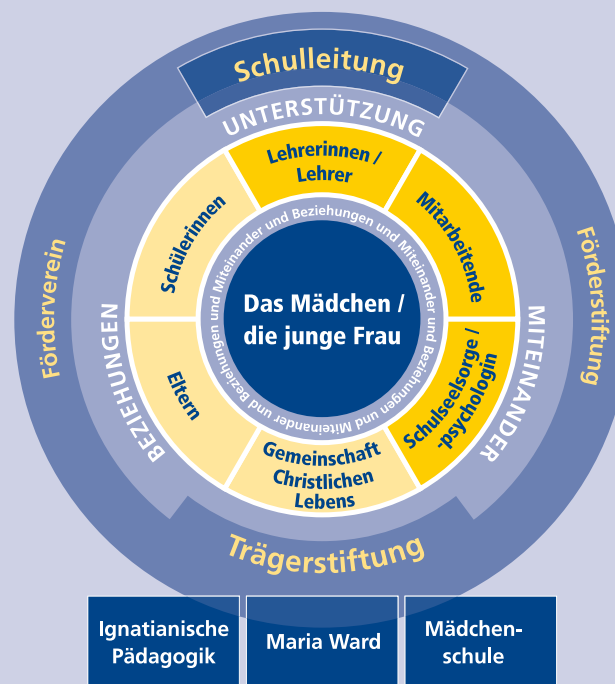 Schulleitung
UNTERSTÜTZUNG
Lehrerinnen /
Lehrer
Schülerinnen
Mitarbeitende
Förderverein
Förderstiftung
BEZIEHUNGEN
MITEINANDER
und Beziehungen und Miteinander und Beziehungen und Miteinander und Beziehungen und Miteinander und Beziehungen und Miteinander
Das Mädchen /
die junge Frau
Eltern
Schulseelsorge /
-psychologin
Gemeinschaft
Christlichen
Lebens
Trägerstiftung
Ignatianische
Pädagogik
Maria Ward
Mädchen-
schule